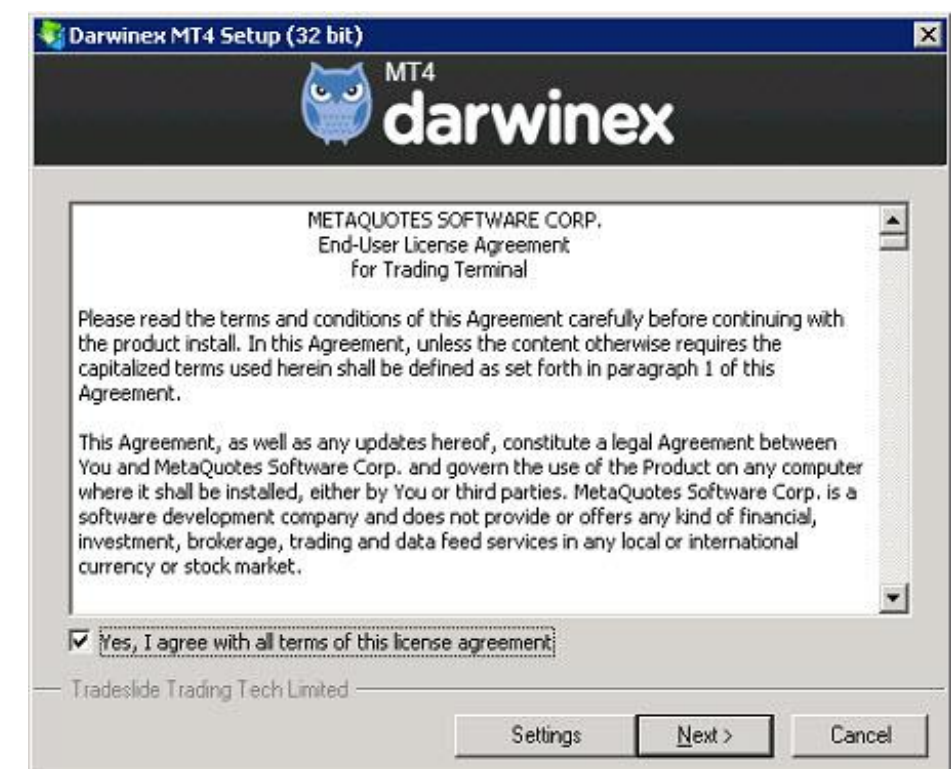 Darwinex MT4 Setup (32 bit)
MT4
darwinex
METAQUOTES SOFTWARE CORP.
End-User License Agreement
for Trading Terminal
Please read the terms and conditions of this Agreement carefully before continuing with
the product install. In this Agreement, unless the content otherwise requires the
capitalized terms used herein shall be defined as set forth in paragraph 1 of this
Agreement.
This Agreement, as well as any updates hereof, constitute a legal Agreement between
You and MetaQuotes Software Corp. and govern the use of the Product on any computer
where it shall be installed, either by You or third parties. MetaQuotes Software Corp. is a
software development company and does not provide or offers any kind of financial,
investment, brokerage, trading and data feed services in any local or international
currency or stock market.
Yes, I agree with all terms of this license agreement
Tradeslide Trading Tech Limited
Settings
Next >
Cancel